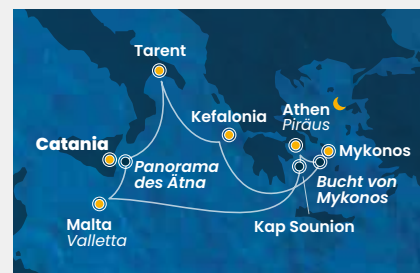 Tarent
Kefalonia
Athen
Piräus
Catania
Mykonos
Panorama
des Ätna
Bucht von
Mykonos
Malta
Valletta
Kap Sounion